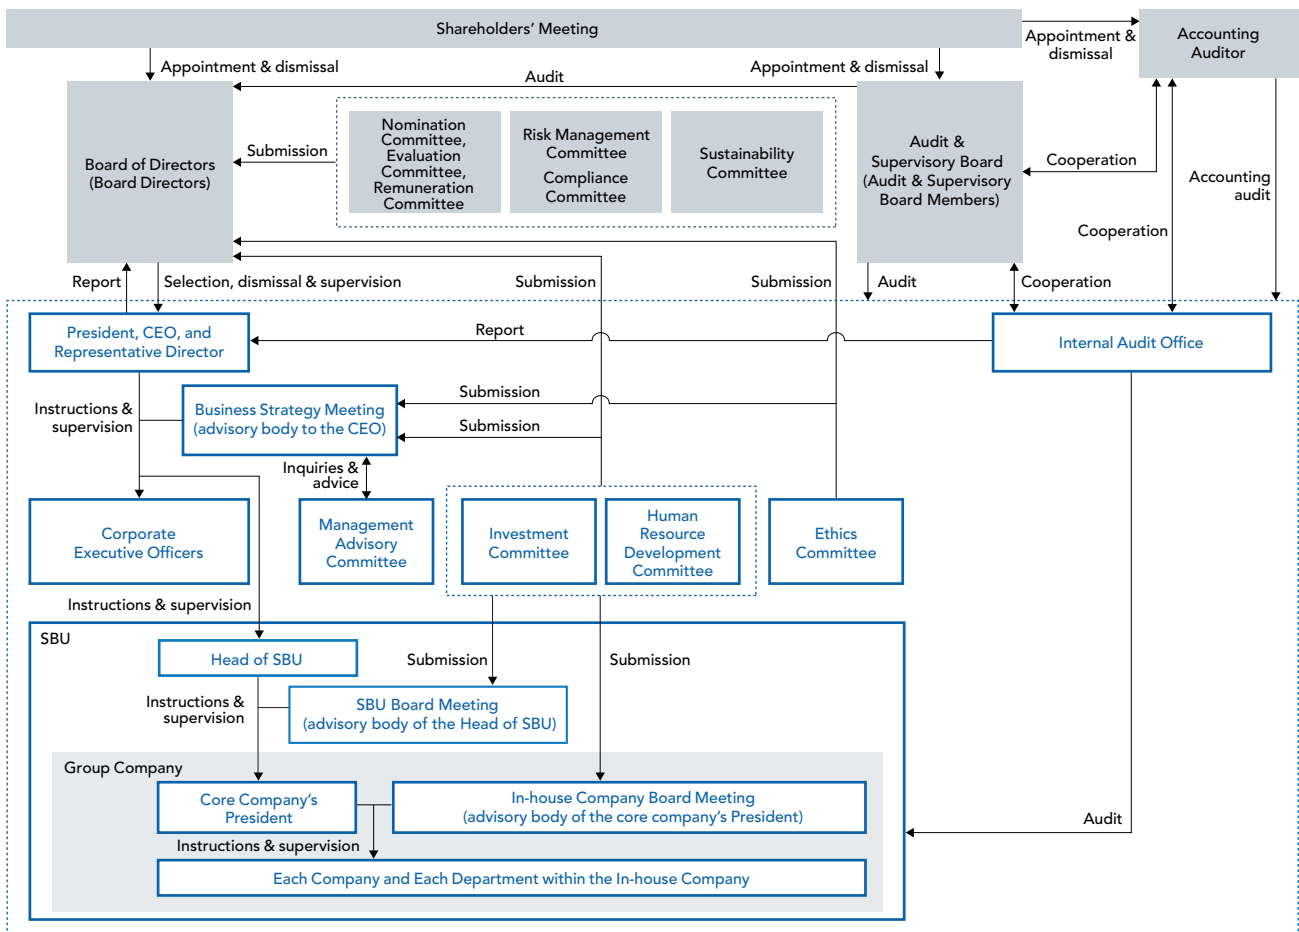 Shareholders’ Meeting
Appointment &
dismissal
Accounting
Auditor
Appointment & dismissal
Audit
Appointment & dismissal
Board of Directors
(Board Directors)
Submission
Nomination
Committee,
Evaluation
Committee,
Remuneration
Committee
Risk Management
Committee
Compliance
Committee
Sustainability
Committee
Audit &
Supervisory Board
(Audit & Supervisory
Board Members)
Cooperation
Accounting
audit
Cooperation
Report
Selection, dismissal & supervision
Submission
Submission
Audit
Cooperation
President, CEO, and
Representative Director
Report
Internal Audit Office
Instructions &
supervision
Business Strategy Meeting
(advisory body to the CEO)
Submission
Submission
Inquiries &
advice
Corporate
Executive Officers
Management
Advisory
Committee
Investment
Committee
Human
Resource
Development
Committee
Ethics
Committee
Instructions & supervision
SBU
Head of SBU
Submission
Submission
Instructions &
supervision
SBU Board Meeting
(advisory body of the Head of SBU)
Group Company
Core Company’s
President
In-house Company Board Meeting
(advisory body of the core company’s President)
Audit
Instructions & supervision
Each Company and Each Department within the In-house Company